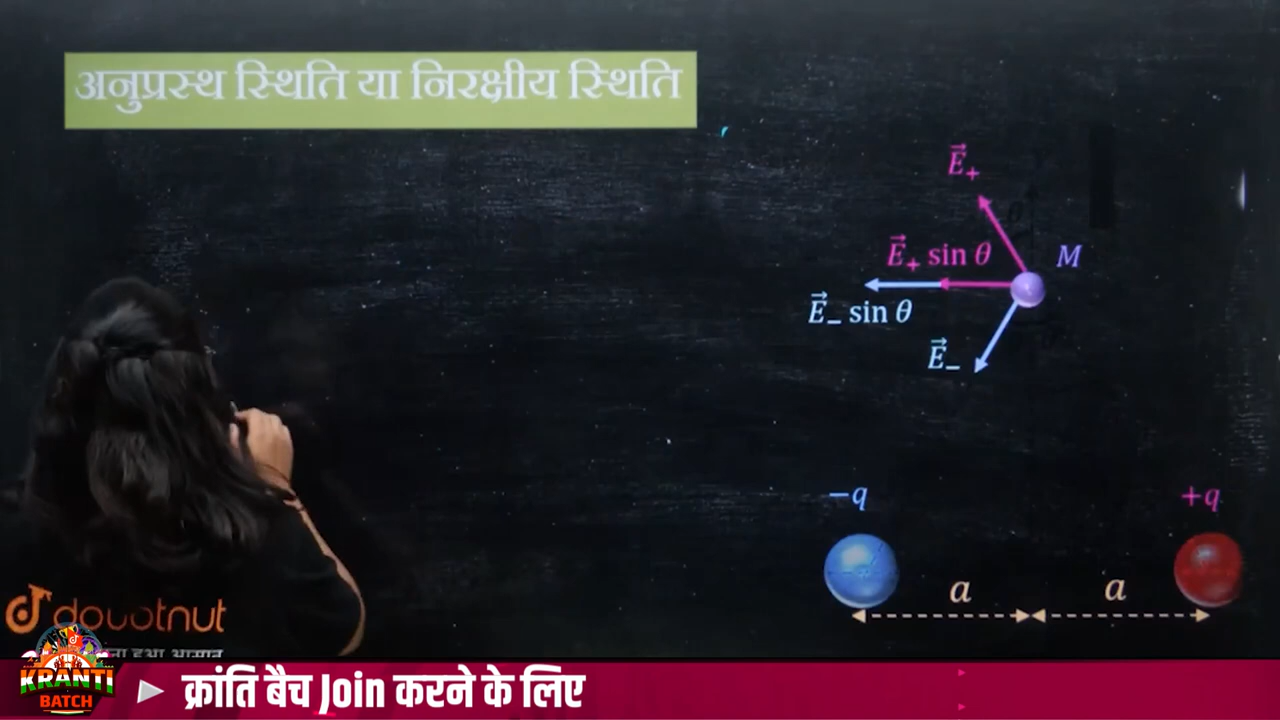 अनुप्रस्थ स्थिति या निरक्षीय स्थिति
E⃗₊
θ
E⃗₊ sin θ
M
E⃗₋ sin θ
E⃗₋
−q
+q
a
a
doubtnut
KRANTI
BATCH
क्रांति बैच Join करने के लिए